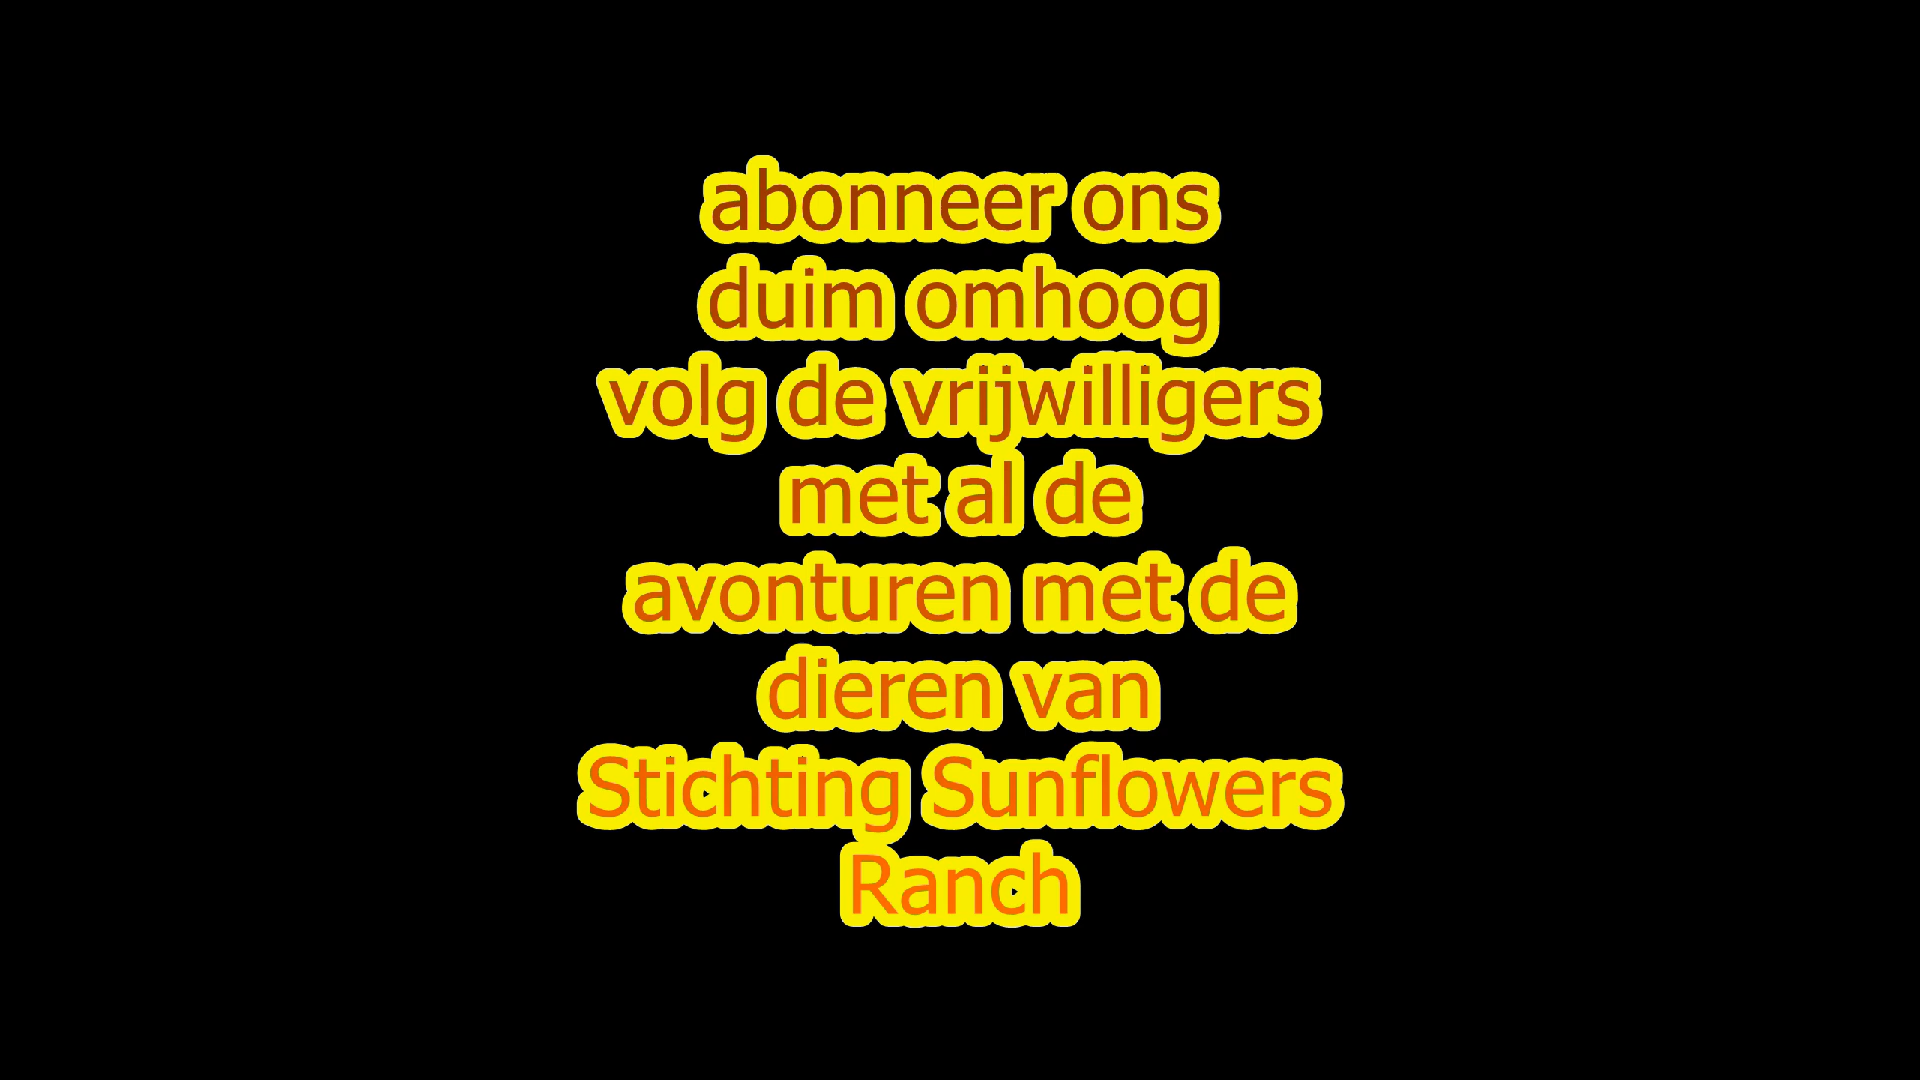 abonneer ons
duim omhoog
volg de vrijwilligers
met al de
avonturen met de
dieren van
Stichting Sunflowers
Ranch